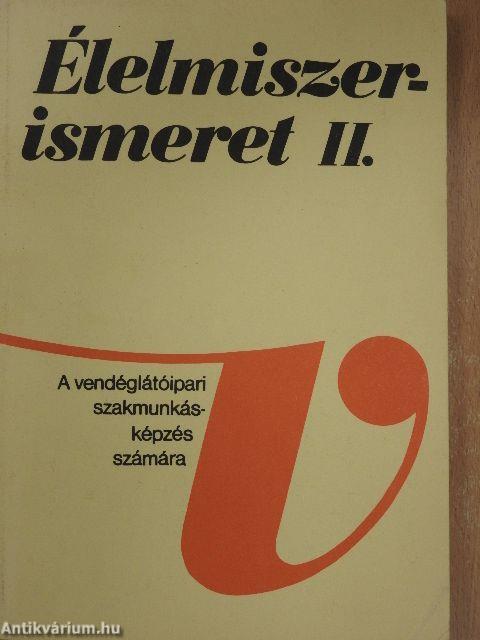 Élelmiszer-
ismeret II.
A vendéglátóipari
szakmunkás-
képzés
számára
v
Antikvárium.hu